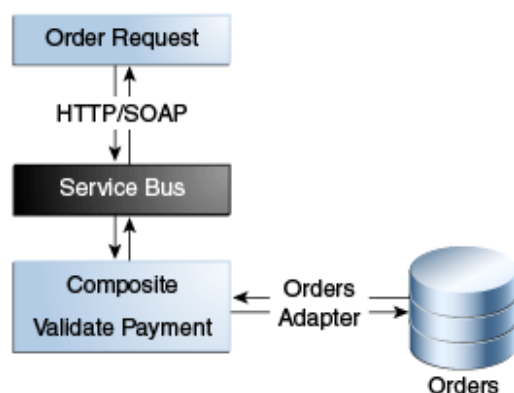 Order Request
HTTP/SOAP
Service Bus
Composite
Validate Payment
Orders
Adapter
Orders